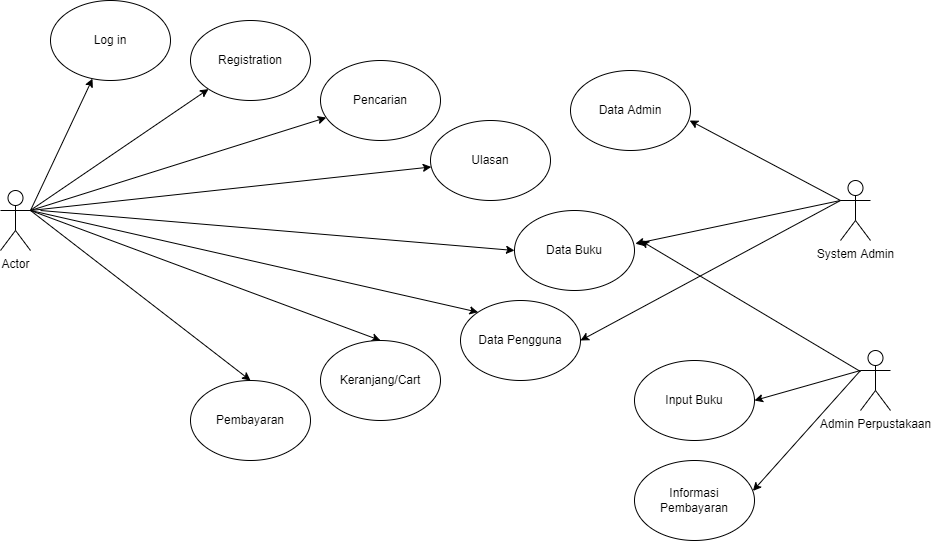 Log in
Registration
Pencarian
Data Admin
Ulasan
Actor
Data Buku
System Admin
Data Pengguna
Keranjang/Cart
Input Buku
Pembayaran
Admin Perpustakaan
Informasi
Pembayaran